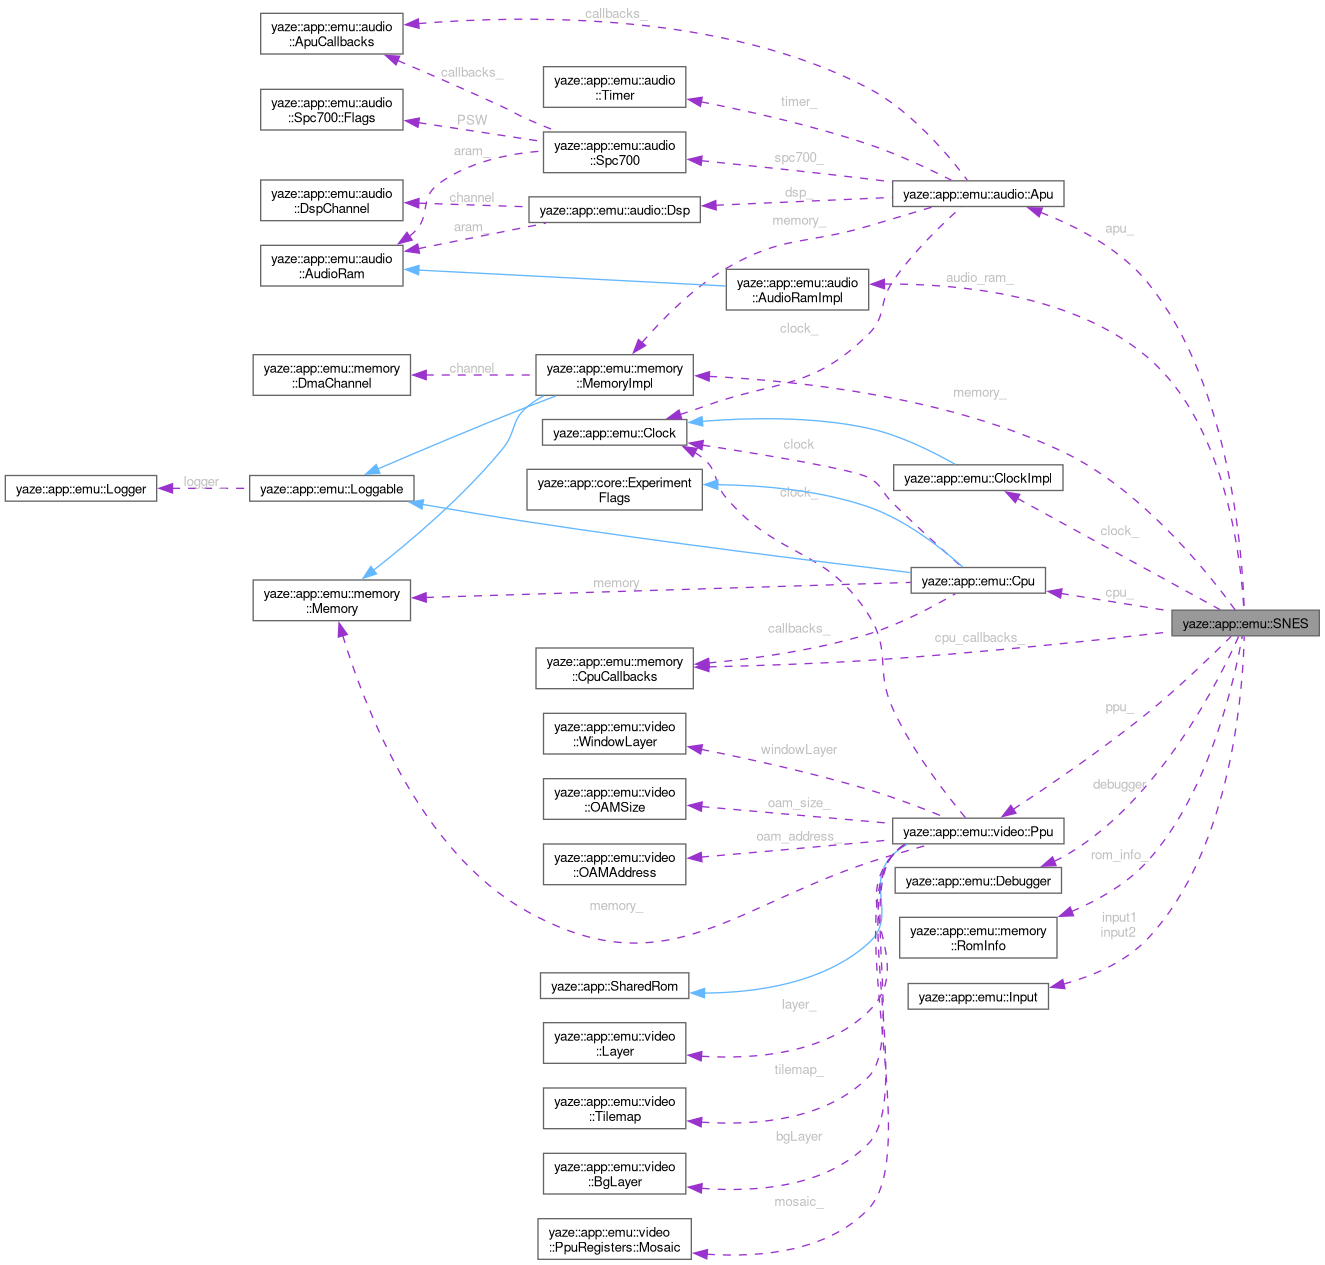 callbacks_
yaze::app::emu::audio
::ApuCallbacks
callbacks_
yaze::app::emu::audio
::Timer
timer_
yaze::app::emu::audio
::Spc700::Flags
PSW
yaze::app::emu::audio
::Spc700
aram_
spc700_
yaze::app::emu::audio
::DspChannel
channel
yaze::app::emu::audio::Dsp
dsp_
yaze::app::emu::audio::Apu
aram_
memory_
apu_
yaze::app::emu::audio
::AudioRam
yaze::app::emu::audio
::AudioRamImpl
audio_ram_
clock_
yaze::app::emu::memory
::DmaChannel
channel
yaze::app::emu::memory
::MemoryImpl
memory_
yaze::app::emu::Clock
clock
yaze::app::emu::ClockImpl
yaze::app::emu::Logger
logger_
yaze::app::emu::Loggable
yaze::app::core::Experiment
Flags
clock_
clock_
yaze::app::emu::memory
::Memory
memory
yaze::app::emu::Cpu
cpu_
yaze::app::emu::SNES
callbacks_
cpu_callbacks_
yaze::app::emu::memory
::CpuCallbacks
ppu_
yaze::app::emu::video
::WindowLayer
windowLayer
debugger
yaze::app::emu::video
::OAMSize
oam_size_
yaze::app::emu::video::Ppu
oam_address_
yaze::app::emu::video
::OAMAddress
rom_info_
yaze::app::emu::Debugger
memory_
input1
input2
yaze::app::emu::memory
::RomInfo
yaze::app::SharedRom
yaze::app::emu::Input
layer_
yaze::app::emu::video
::Layer
tilemap_
yaze::app::emu::video
::Tilemap
bgLayer
yaze::app::emu::video
::BgLayer
mosaic_
yaze::app::emu::video
::PpuRegisters::Mosaic